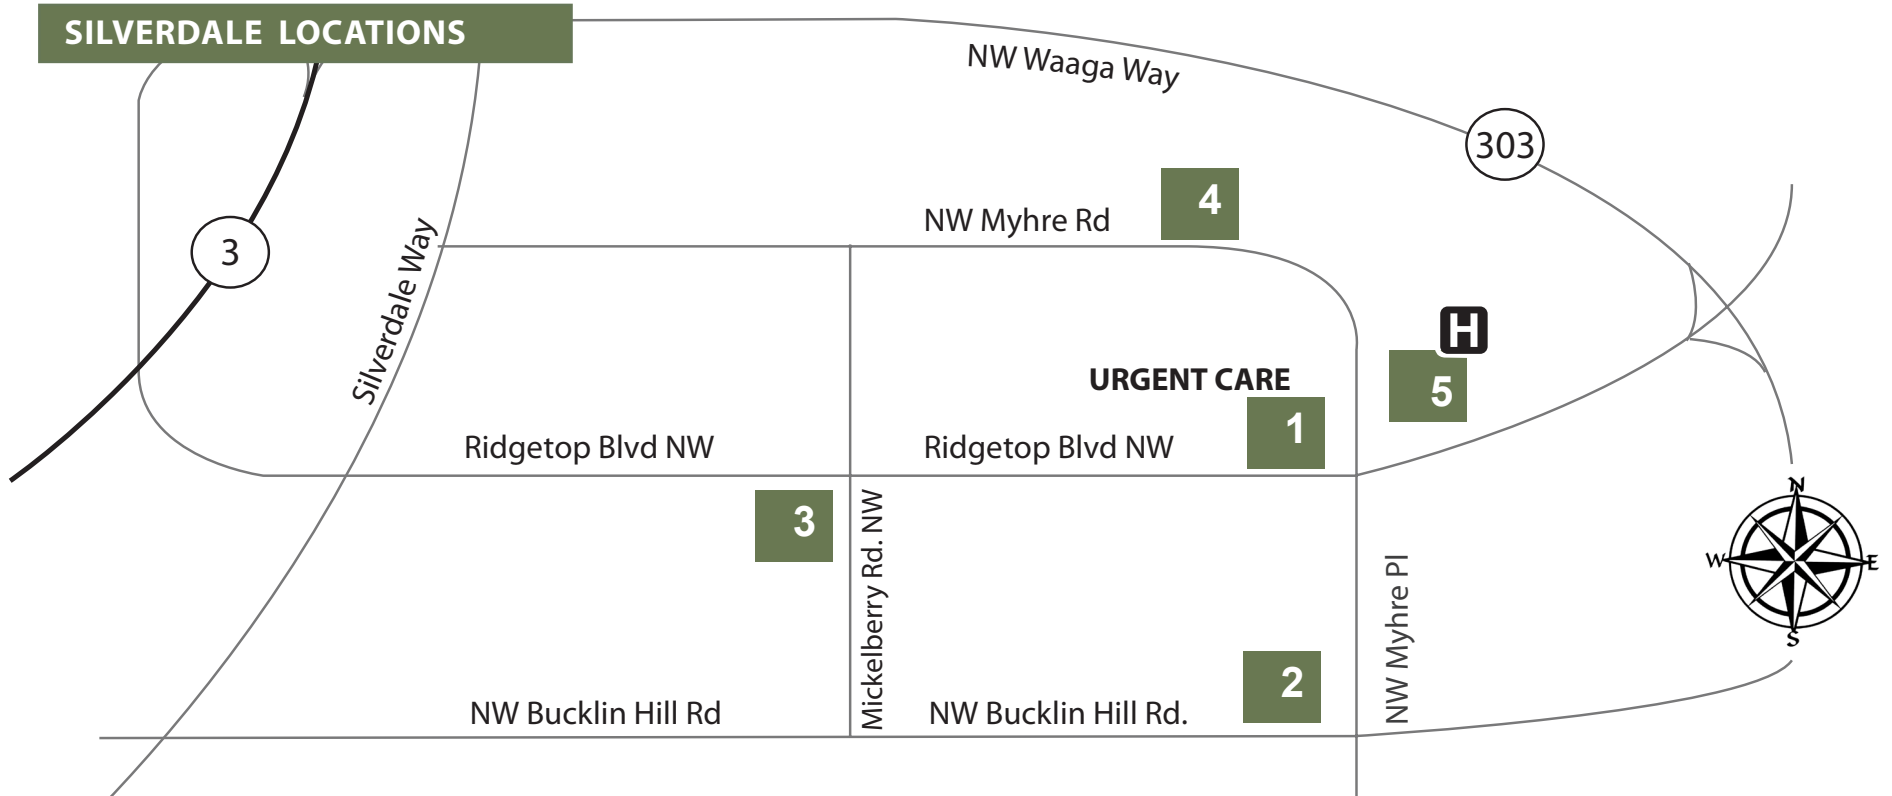 SILVERDALE LOCATIONS
NW Waaga Way
303
4
NW Myhre Rd
3
Silverdale Way
H
URGENT CARE
5
1
Ridgetop Blvd NW
Ridgetop Blvd NW
3
Mickelberry Rd. NW
N
W
E
S
NW Myhre Pl
2
NW Bucklin Hill Rd
NW Bucklin Hill Rd.